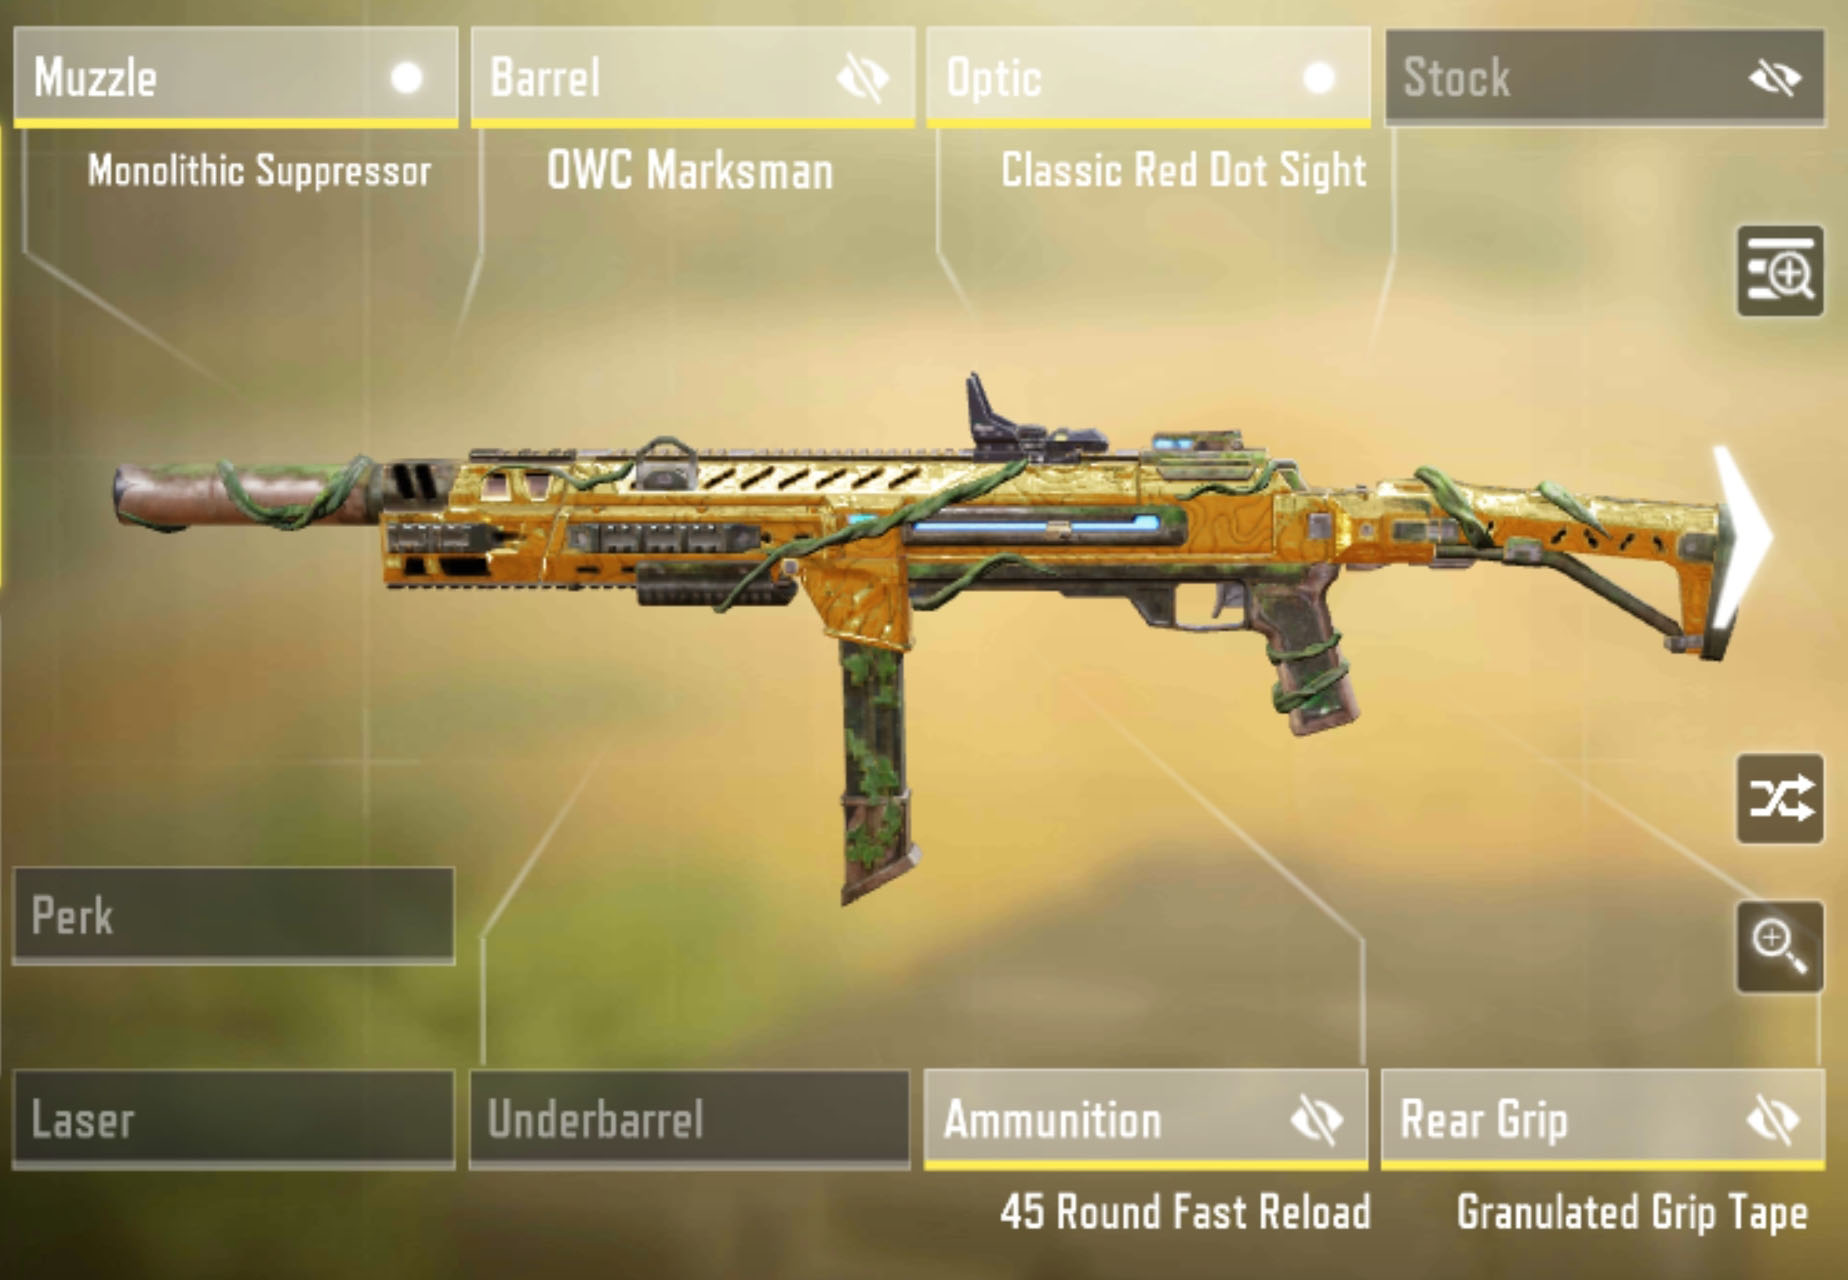 Muzzle
Barrel
Optic
Stock
Monolithic Suppressor
OWC Marksman
Classic Red Dot Sight
Perk
Laser
Underbarrel
Ammunition
Rear Grip
45 Round Fast Reload
Granulated Grip Tape